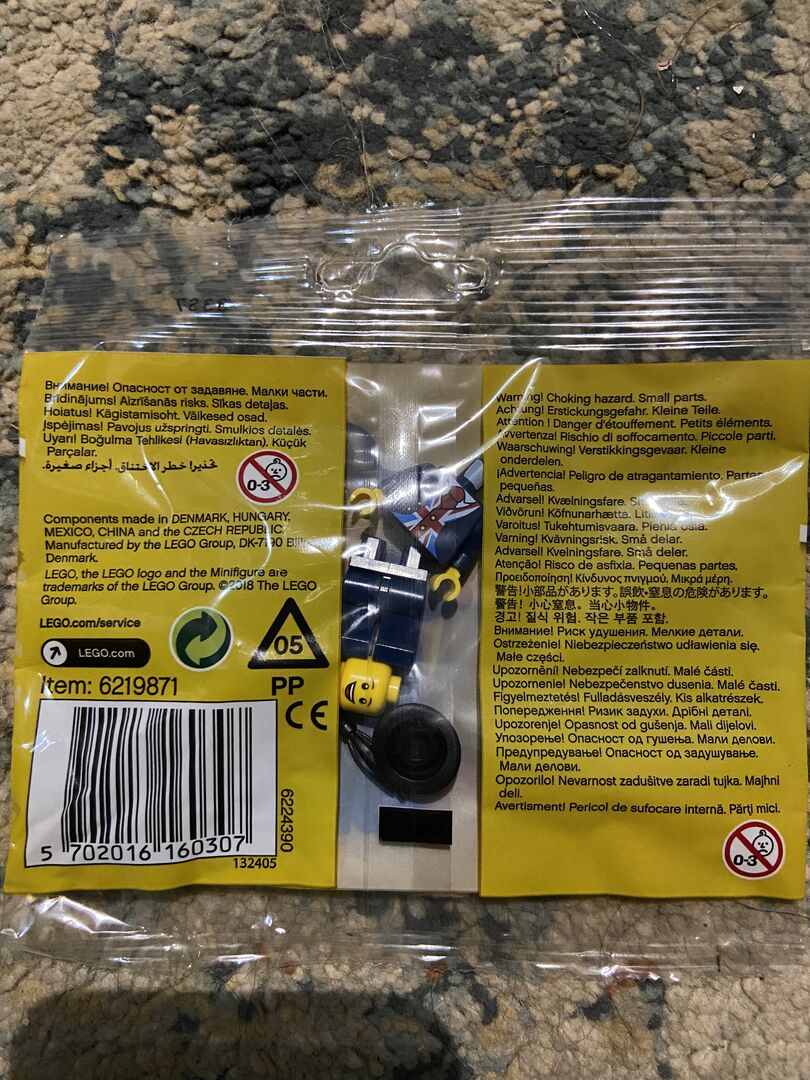 Внимание! Опасност от задавяне. Малки части.
Brīdinājums! Aizrīšanās risks. Sīkas detaļas.
Hoiatus! Kägistamisoht. Väikesed osad.
Įspėjimas! Pavojus užspringti. Smulkios detalės.
Uyarı! Boğulma Tehlikesi (Havasızlıktan). Küçük
Parçalar.
تحذير! خطر الاختناق. أجزاء صغيرة.
0-3
Components made in DENMARK, HUNGARY,
MEXICO, CHINA and the CZECH REPUBLIC.
Manufactured by the LEGO Group, DK-7190
Denmark.
LEGO, the LEGO logo and the Minifigure are
trademarks of the LEGO Group. ©2018 The LEGO
Group.
LEGO.com/service
LEGO.com
05
PP
Item: 6219871
CE
5 702016 160307
132405
6224390
Warning! Choking hazard. Small parts.
Achtung! Erstickungsgefahr. Kleine Teile.
Attention ! Danger d'étouffement. Petits éléments.
Avvertenza! Rischio di soffocamento. Piccole parti.
Waarschuwing! Verstikkingsgevaar. Kleine
onderdelen.
¡Advertencia! Peligro de atragantamiento. Partes
pequeñas.
Advarsel! Kvælningsfare.
Viðvörun! Köfnunarhætta.
Varoitus! Tukehtumisvaara. Pieniä osia.
Varning! Kvävningsrisk. Små delar.
Advarsel! Kvelningsfare. Små deler.
Atenção! Risco de asfixia. Pequenas partes.
Προειδοποίηση! Κίνδυνος πνιγμού. Μικρά μέρη.
警告!小部品があります。誤飲・窒息の危険があります。
警告! 小心窒息。当心小物件。
경고! 질식 위험. 작은 부품 포함.
Внимание! Риск удушения. Мелкие детали.
Ostrzeżenie! Niebezpieczeństwo udławienia się.
Małe części.
Upozornění! Nebezpečí zalknutí. Malé části.
Upozornenie! Nebezpečenstvo dusenia. Malé časti.
Figyelmeztetés! Fulladásveszély. Kis alkatrészek.
Попередження! Ризик задухи. Дрібні деталі.
Upozorenje! Opasnost od gušenja. Mali dijelovi.
Упозорење! Опасност од гушења. Мали делови.
Предупредување! Опасност од задушување.
Мали делови.
Opozorilo! Nevarnost zadušitve zaradi tujka. Majhni
deli.
Avertisment! Pericol de sufocare internă. Părţi mici.
0-3